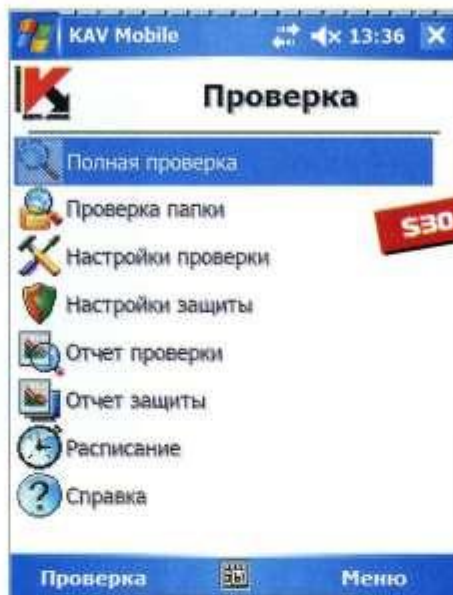 KAV Mobile 13:36
Проверка
Полная проверка
Проверка папки
S30
Настройки проверки
Настройки защиты
Отчет проверки
Отчет защиты
Расписание
Справка
Проверка Меню